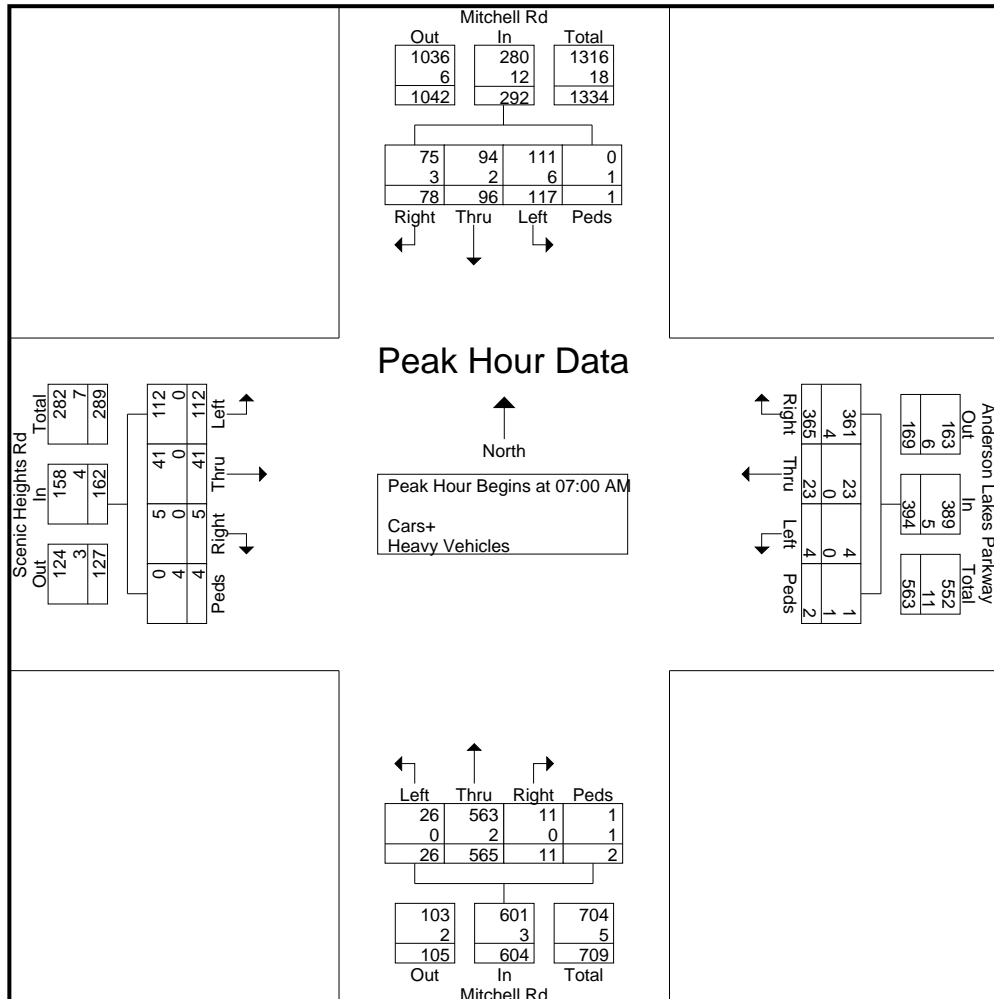 Mitchell Rd
Out In Total
1036 280 1316
6 12 18
1042 292 1334
75 94 111 0
3 2 6 1
78 96 117 1
Right Thru Left Peds
Peak Hour Data
North
Peak Hour Begins at 07:00 AM
Cars+
Heavy Vehicles
Scenic Heights Rd
Out In Total
124 158 282
3 4 7
127 162 289
0 5 41 112
4 0 0 0
4 5 41 112
Peds Right Thru Left
Anderson Lakes Parkway
Out In Total
163 389 552
6 5 11
169 394 563
361 23 4 1
4 0 0 1
365 23 4 2
Right Thru Left Peds
Left Thru Right Peds
26 563 11 1
0 2 0 1
26 565 11 2
103 601 704
2 3 5
105 604 709
Out In Total
Mitchell Rd